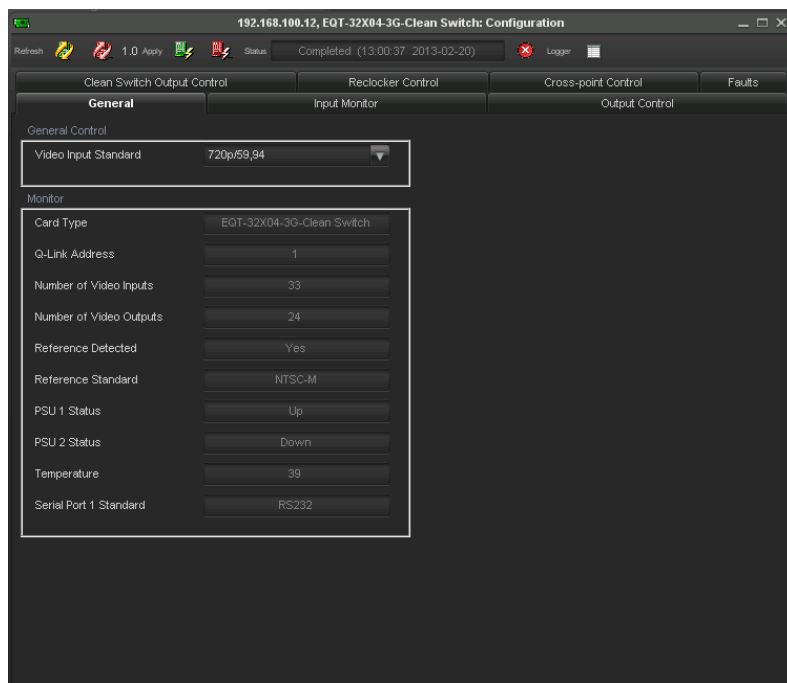 192.168.100.12, EQT-32X04-3G-Clean Switch: Configuration
Refresh 1.0 Apply Status Completed (13:00:37 2013-02-20) Logger
Clean Switch Output Control Reclocker Control Cross-point Control Faults
General Input Monitor Output Control
General Control
Video Input Standard 720p/59,94
Monitor
Card Type EQT-32X04-3G-Clean Switch
Q-Link Address 1
Number of Video Inputs 33
Number of Video Outputs 24
Reference Detected Yes
Reference Standard NTSC-M
PSU 1 Status Up
PSU 2 Status Down
Temperature 39
Serial Port 1 Standard RS232